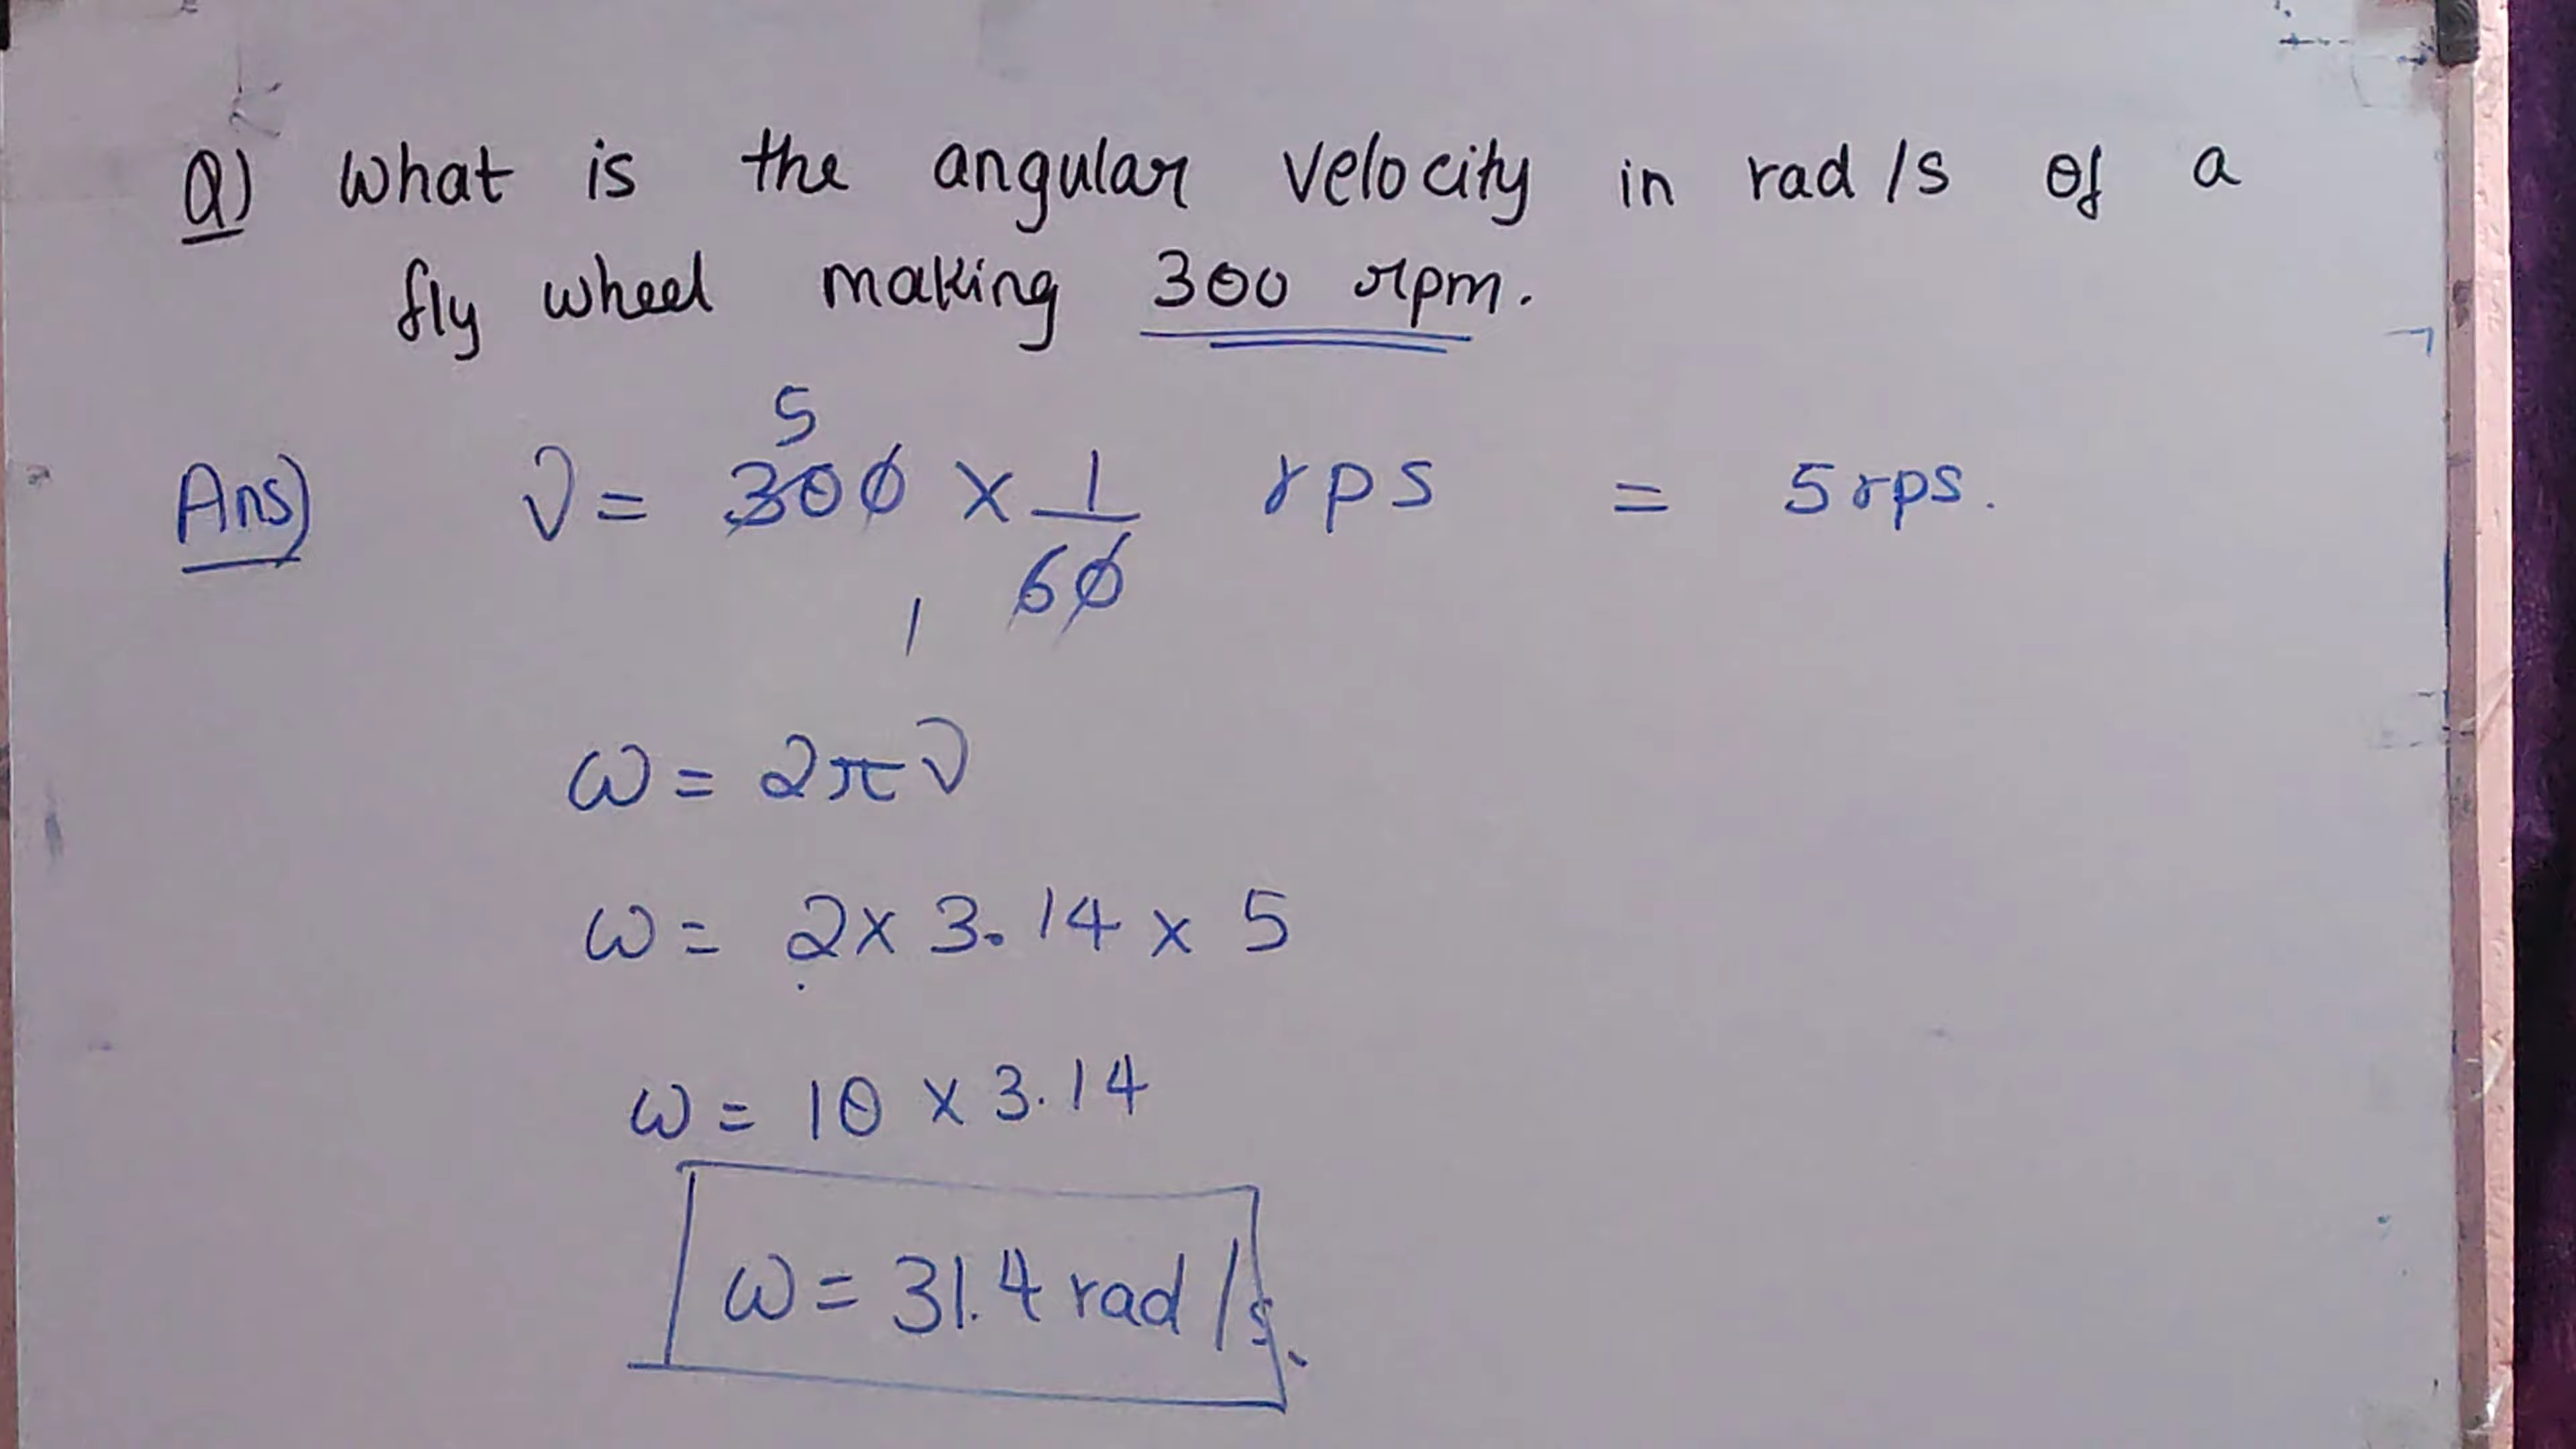 Q) What is the angular velocity in rad/s of a
fly wheel making 300 rpm.
5
Ans) ν = 300 × 1/60 rps = 5 rps.
1
ω = 2πν
ω = 2 × 3.14 × 5
ω = 10 × 3.14
ω = 31.4 rad/s.